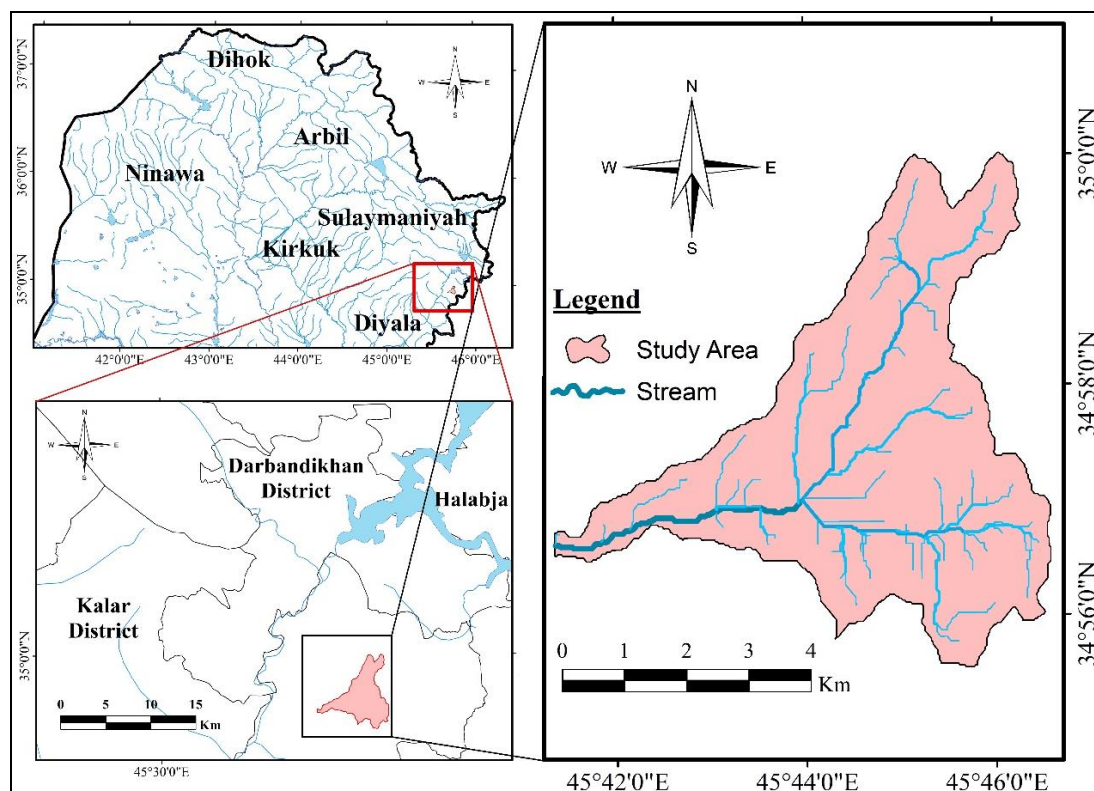 Dihok
Arbil
Ninawa
Sulaymaniyah
Kirkuk
Diyala
N
W
E
S
37°0'0"N
36°0'0"N
35°0'0"N
42°0'0"E
43°0'0"E
44°0'0"E
45°0'0"E
46°0'0"E
N
W
E
S
Darbandikhan
District
Halabja
Kalar
District
35°0'0"N
0 5 10 15
Km
45°30'0"E
N
W
E
S
Legend
Study Area
Stream
0 1 2 3 4
Km
35°0'0"N
34°58'0"N
34°56'0"N
45°42'0"E
45°44'0"E
45°46'0"E